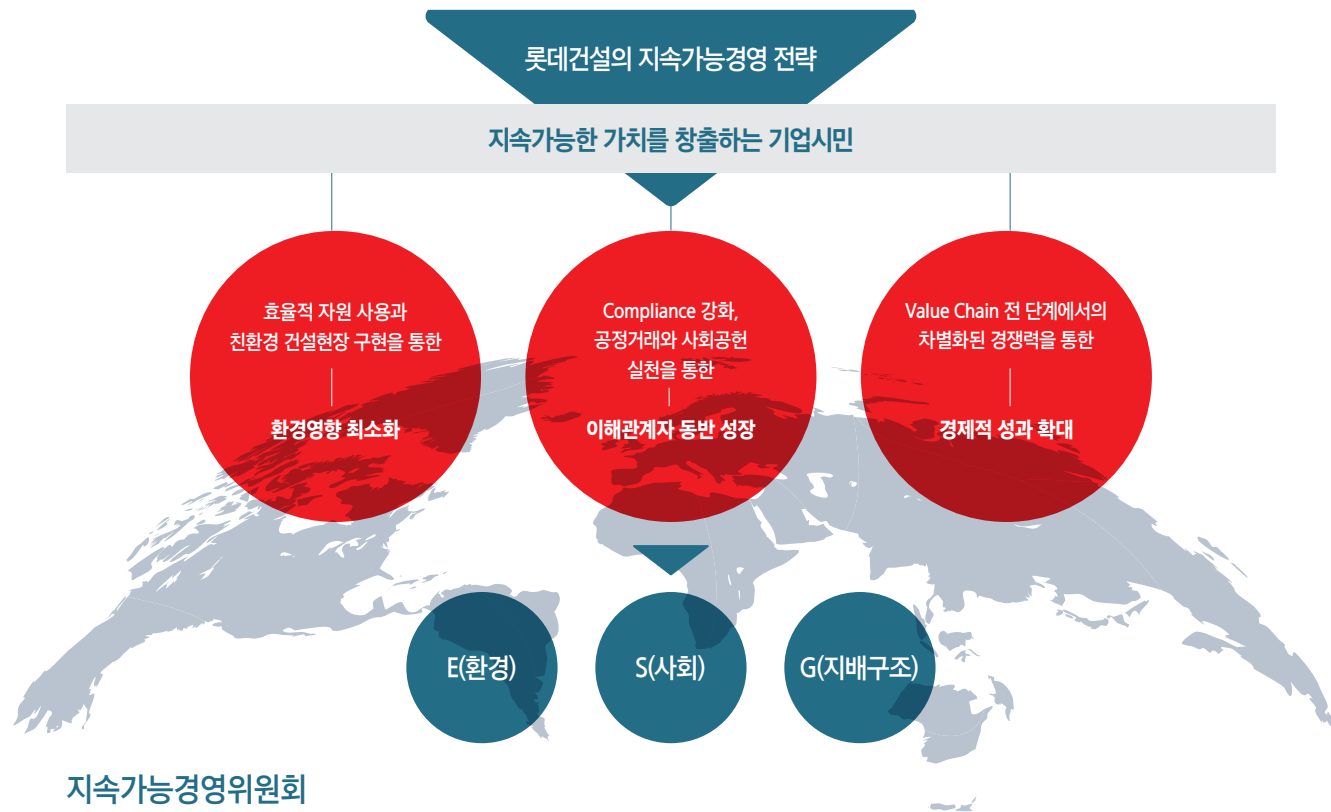 롯데건설의 지속가능경영 전략
지속가능한 가치를 창출하는 기업시민
효율적 자원 사용과
친환경 건설현장 구현을 통한
환경영향 최소화
Compliance 강화,
공정거래와 사회공헌
실천을 통한
이해관계자 동반 성장
Value Chain 전 단계에서의
차별화된 경쟁력을 통한
경제적 성과 확대
E(환경)
S(사회)
G(지배구조)
지속가능경영위원회